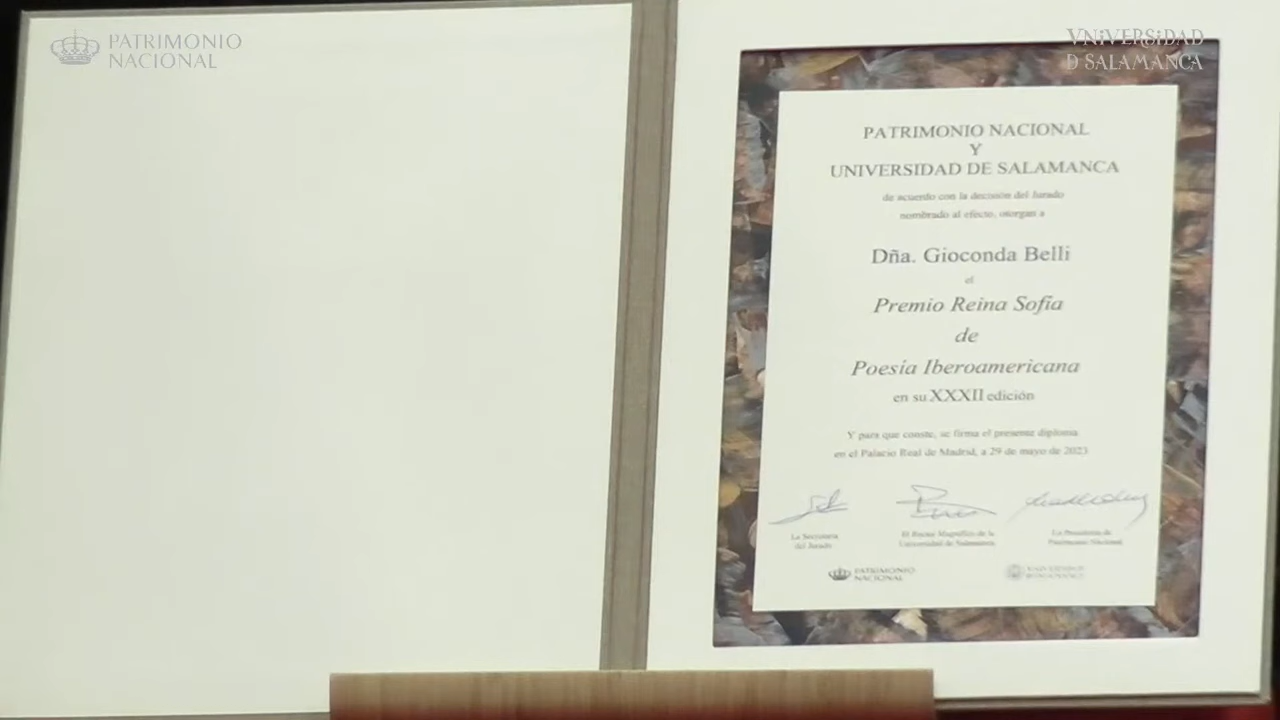 PATRIMONIO
NACIONAL
VNiVERSiDAD
D SALAMANCA
PATRIMONIO NACIONAL
Y
UNIVERSIDAD DE SALAMANCA
de acuerdo con la decisión del Jurado
nombrado al efecto, otorgan a
Dña. Gioconda Belli
el
Premio Reina Sofía
de
Poesía Iberoamericana
en su XXXII edición
Y para que conste, se firma el presente diploma
en el Palacio Real de Madrid, a 29 de mayo de 2023
La Secretaria
del Jurado
El Rector Magnífico de la
Universidad de Salamanca
La Presidenta de
Patrimonio Nacional
PATRIMONIO
NACIONAL
VNiVERSiDAD
D SALAMANCA